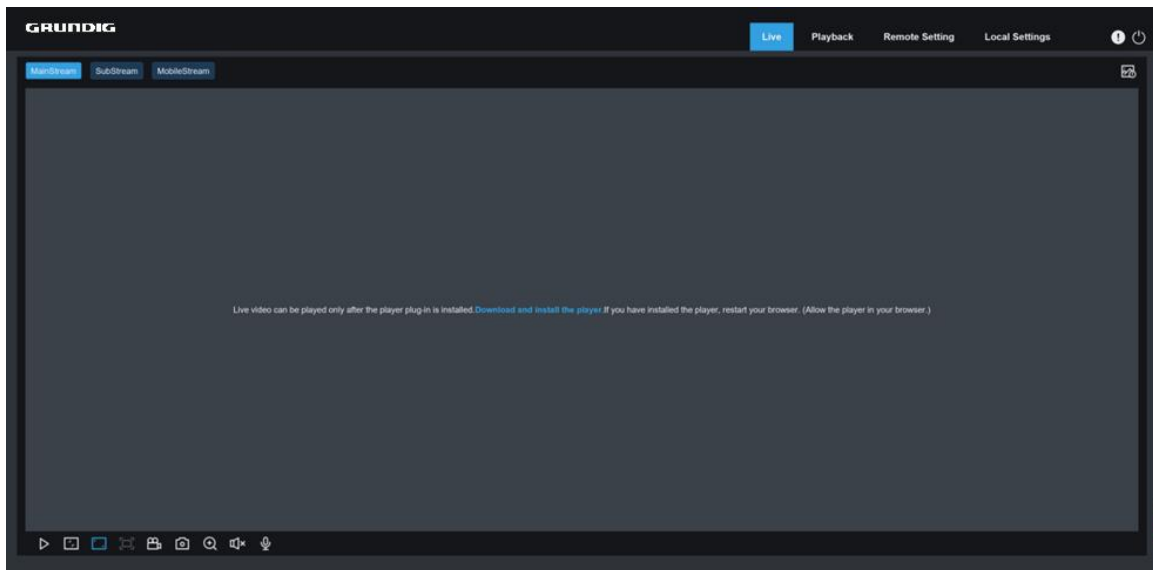 GRUNDIG
Live Playback Remote Setting Local Settings
MainStream SubStream MobileStream
Live video can be played only after the player plug-in is installed.Download and install the player.If you have installed the player, restart your browser. (Allow the player in your browser.)